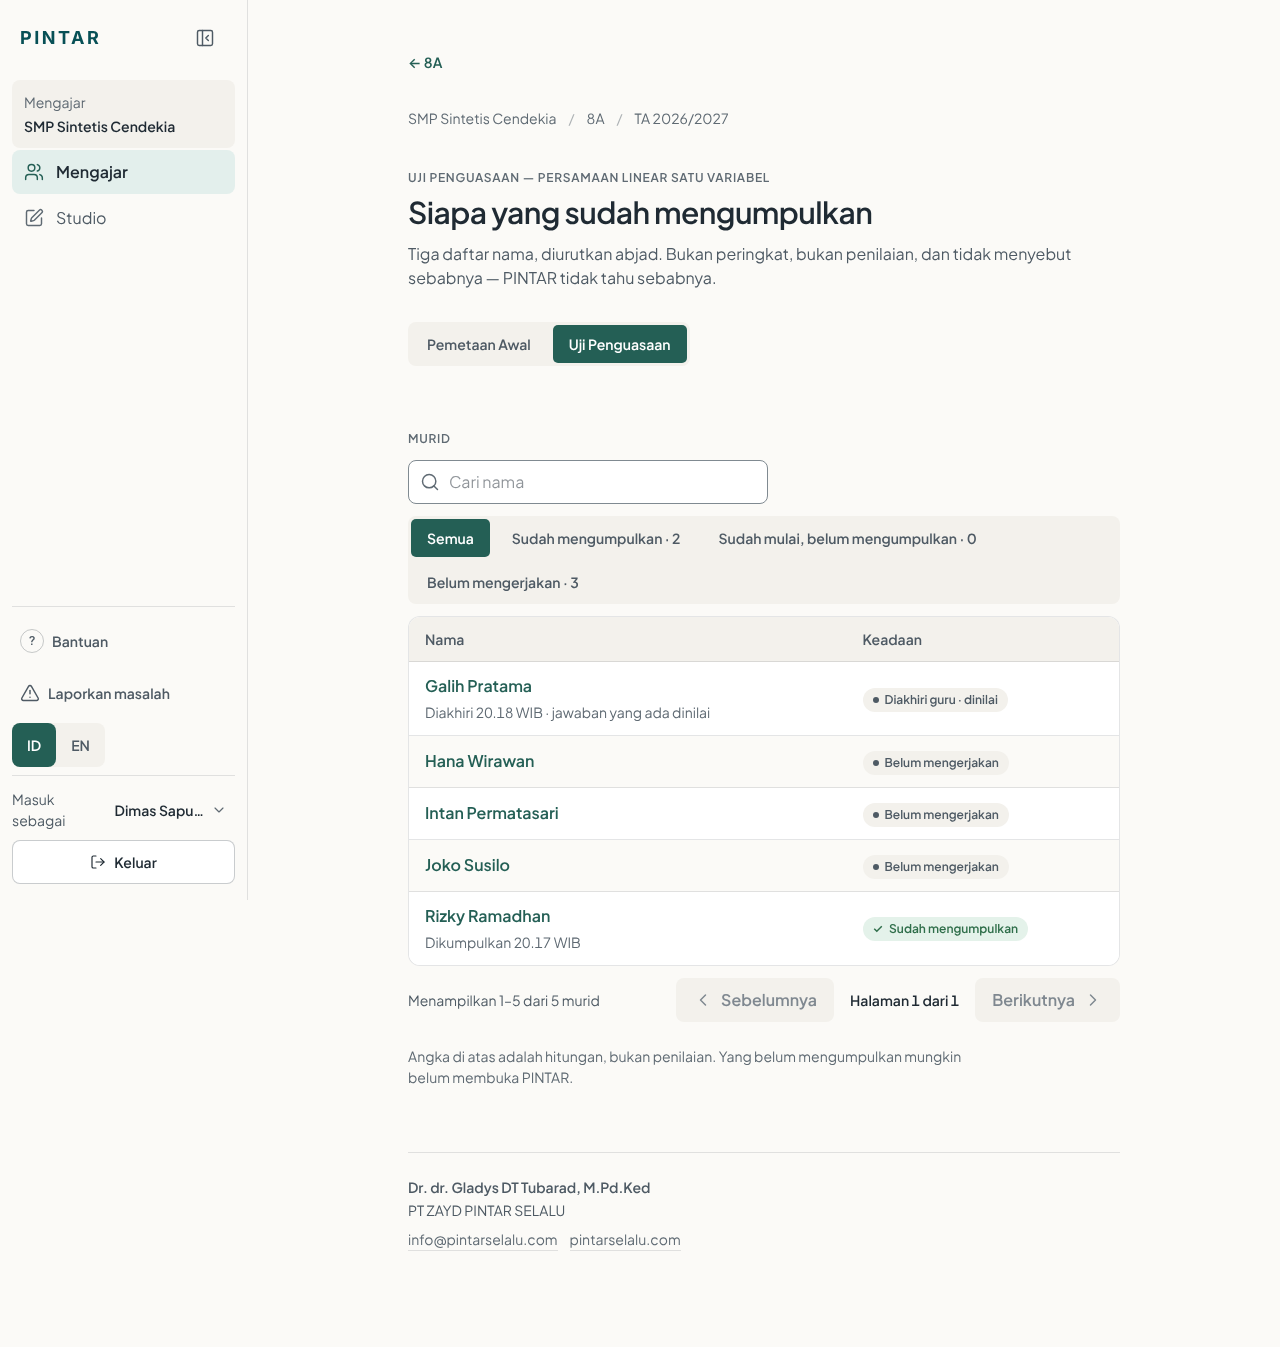 PINTAR
Mengajar
SMP Sintetis Cendekia
Mengajar
Studio
? Bantuan
Laporkan masalah
ID EN
Masuk
sebagai
Dimas Sapu…
Keluar
← 8A
SMP Sintetis Cendekia / 8A / TA 2026/2027
UJI PENGUASAAN — PERSAMAAN LINEAR SATU VARIABEL
Siapa yang sudah mengumpulkan
Tiga daftar nama, diurutkan abjad. Bukan peringkat, bukan penilaian, dan tidak menyebut
sebabnya — PINTAR tidak tahu sebabnya.
Pemetaan Awal Uji Penguasaan
MURID
Cari nama
Semua Sudah mengumpulkan · 2 Sudah mulai, belum mengumpulkan · 0
Belum mengerjakan · 3
Nama Keadaan
Galih Pratama
Diakhiri 20.18 WIB · jawaban yang ada dinilai
Diakhiri guru · dinilai
Hana Wirawan Belum mengerjakan
Intan Permatasari Belum mengerjakan
Joko Susilo Belum mengerjakan
Rizky Ramadhan
Dikumpulkan 20.17 WIB
Sudah mengumpulkan
Menampilkan 1–5 dari 5 murid Sebelumnya Halaman 1 dari 1 Berikutnya
Angka di atas adalah hitungan, bukan penilaian. Yang belum mengumpulkan mungkin
belum membuka PINTAR.
Dr. dr. Gladys DT Tubarad, M.Pd.Ked
PT ZAYD PINTAR SELALU
info@pintarselalu.com pintarselalu.com